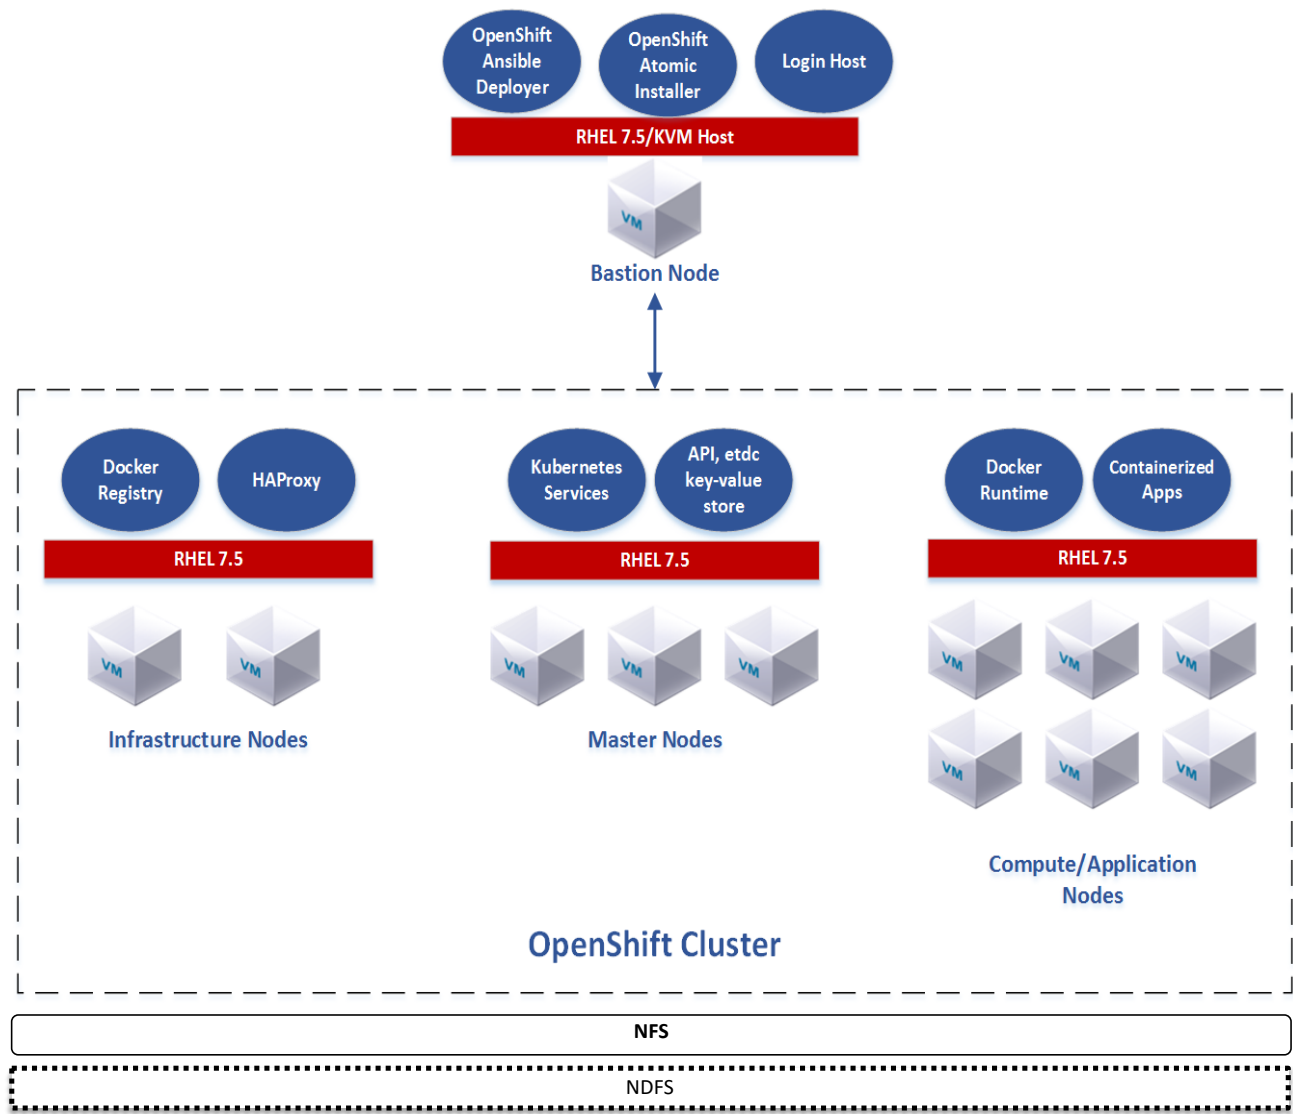 OpenShift
Ansible
Deployer
OpenShift
Atomic
Installer
Login Host
RHEL 7.5/KVM Host
VM
Bastion Node
Docker
Registry
HAProxy
Kubernetes
Services
API, etdc
key-value
store
Docker
Runtime
Containerized
Apps
RHEL 7.5
RHEL 7.5
RHEL 7.5
VM
VM
VM
VM
VM
VM
VM
VM
VM
VM
VM
Infrastructure Nodes
Master Nodes
Compute/Application
Nodes
OpenShift Cluster
NFS
NDFS